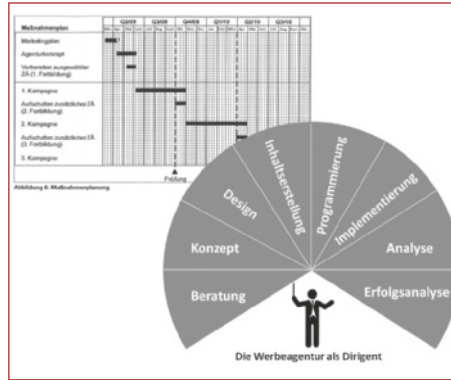 Maßnahmenplan
Q2/09 Q3/09 Q4/09 Q1/10 Q2/10 Q3/10
Marketingplan
Agenturkonzept
Vorbereiten ausgewählter
ZÄ (1. Fortbildung)
1. Kampagne
Aufschalten zusätzlicher ZÄ
(2. Fortbildung)
2. Kampagne
Aufschalten zusätzlicher ZÄ
(3. Fortbildung)
3. Kampagne
Prüfung
Abbildung 8: Maßnahmenplanung
Beratung
Konzept
Design
Inhaltserstellung
Programmierung
Implementierung
Analyse
Erfolgsanalyse
Die Werbeagentur als Dirigent